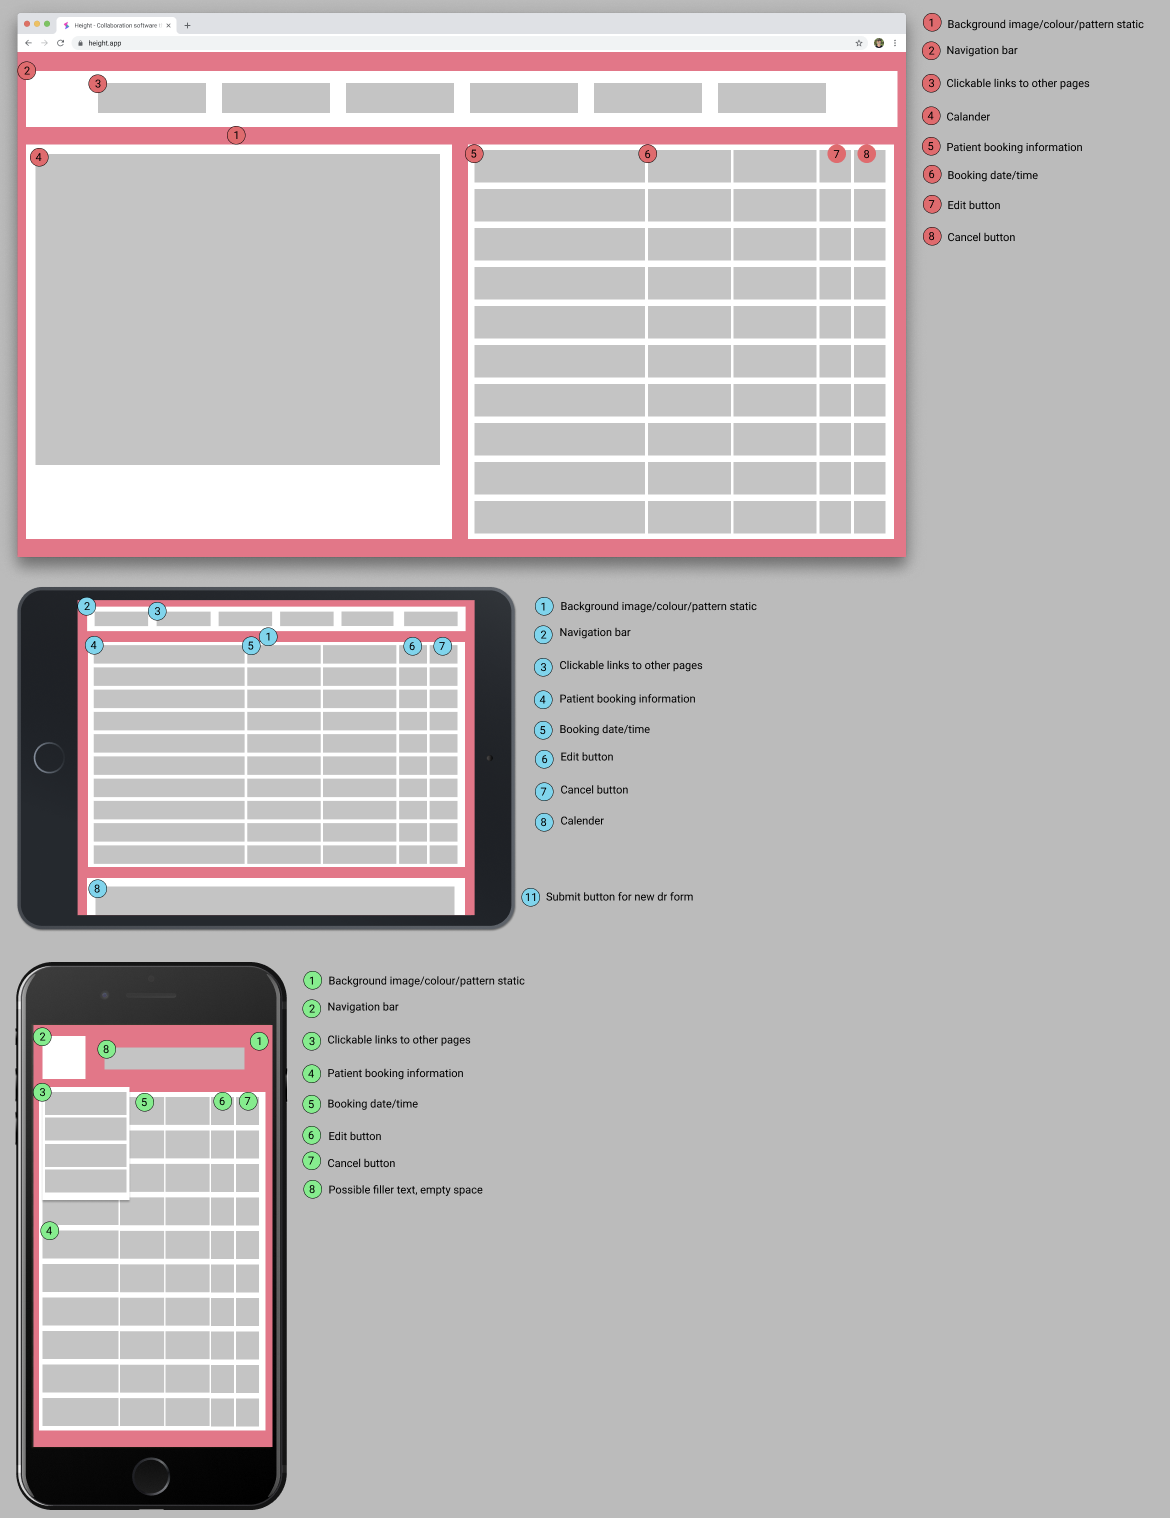 Height - Collaboration software
height.app
2
3
1
4
5
6
7
8
1 Background image/colour/pattern static
2 Navigation bar
3 Clickable links to other pages
4 Calander
5 Patient booking information
6 Booking date/time
7 Edit button
8 Cancel button
2
3
1
4
5
6
7
8
1 Background image/colour/pattern static
2 Navigation bar
3 Clickable links to other pages
4 Patient booking information
5 Booking date/time
6 Edit button
7 Cancel button
8 Calender
11 Submit button for new dr form
2
8
1
3
5
6
7
4
1 Background image/colour/pattern static
2 Navigation bar
3 Clickable links to other pages
4 Patient booking information
5 Booking date/time
6 Edit button
7 Cancel button
8 Possible filler text, empty space